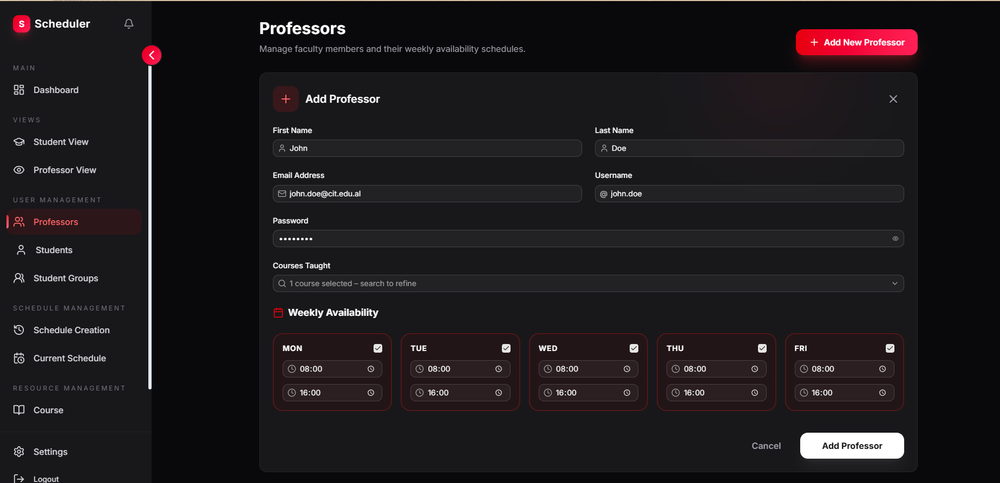 S Scheduler
MAIN
Dashboard
VIEWS
Student View
Professor View
USER MANAGEMENT
Professors
Students
Student Groups
SCHEDULE MANAGEMENT
Schedule Creation
Current Schedule
RESOURCE MANAGEMENT
Course
Settings
Logout
Professors
Manage faculty members and their weekly availability schedules.
Add New Professor
Add Professor
First Name
John
Last Name
Doe
Email Address
john.doe@cit.edu.al
Username
@ john.doe
Password
••••••••
Courses Taught
1 course selected – search to refine
Weekly Availability
MON
08:00
16:00
TUE
08:00
16:00
WED
08:00
16:00
THU
08:00
16:00
FRI
08:00
16:00
Cancel
Add Professor